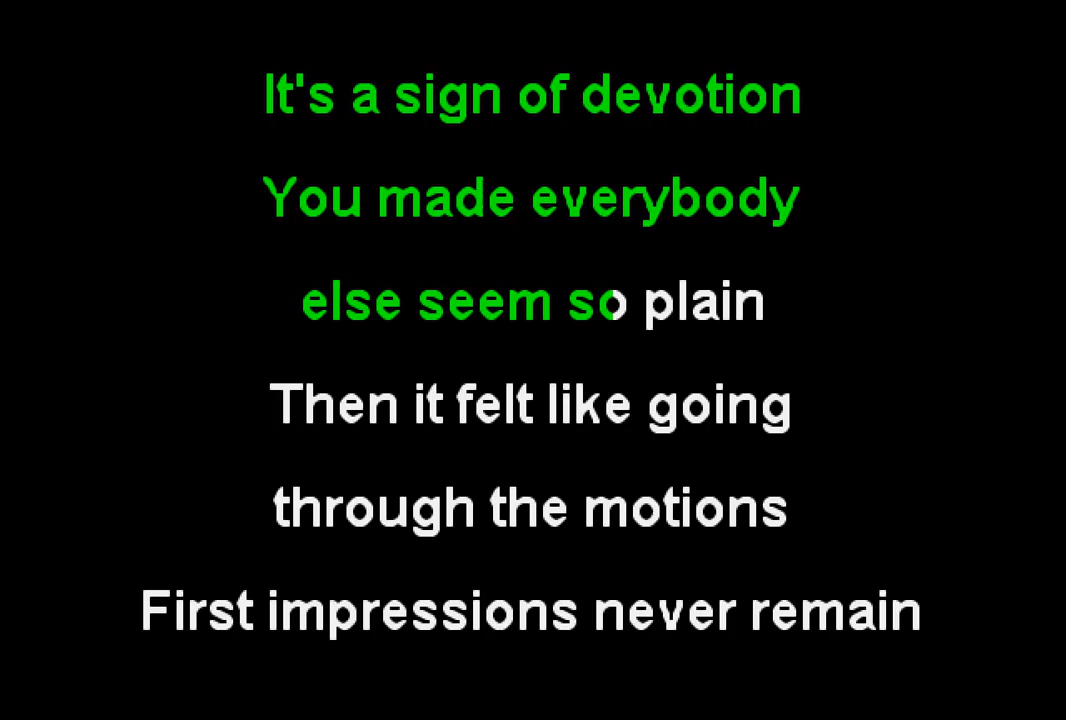 It's a sign of devotion
You made everybody
else seem so plain
Then it felt like going
through the motions
First impressions never remain